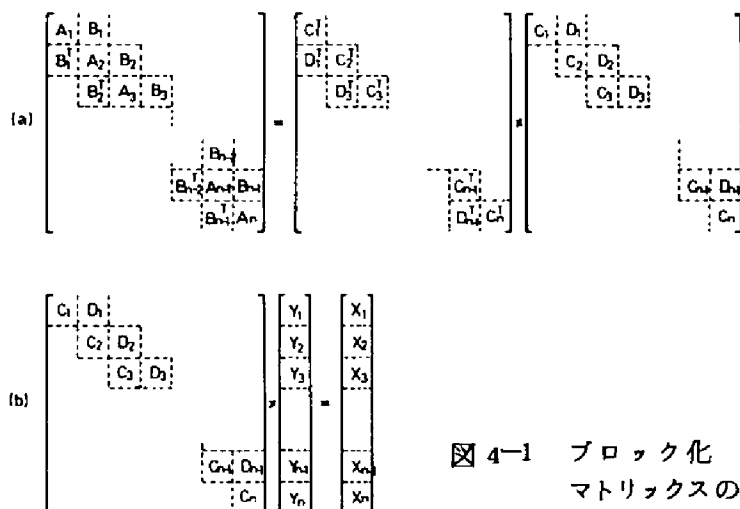 A₁ B₁ C₁ᵀ C₁ D₁
B₁ᵀ A₂ B₂ D₁ᵀ C₂ᵀ C₂ D₂
(a) B₂ᵀ A₃ B₃ = D₃ᵀ C₃ᵀ × C₃ D₃
Bₙ₋₂
Bₙ₋₂ᵀ Aₙ₋₁ Bₙ₋₁ Cₙ₋₁ᵀ Cₙ₋₁ Dₙ₋₁
Bₙ₋₁ᵀ Aₙ Dₙ₋₁ᵀ Cₙᵀ Cₙ
C₁ D₁ Y₁ X₁
C₂ D₂ Y₂ X₂
C₃ D₃ Y₃ X₃
(b) × =
Cₙ₋₁ Dₙ₋₁ Yₙ₋₁ Xₙ₋₁
Cₙ Yₙ Xₙ
図 4-1 ブロック化
マトリックスの